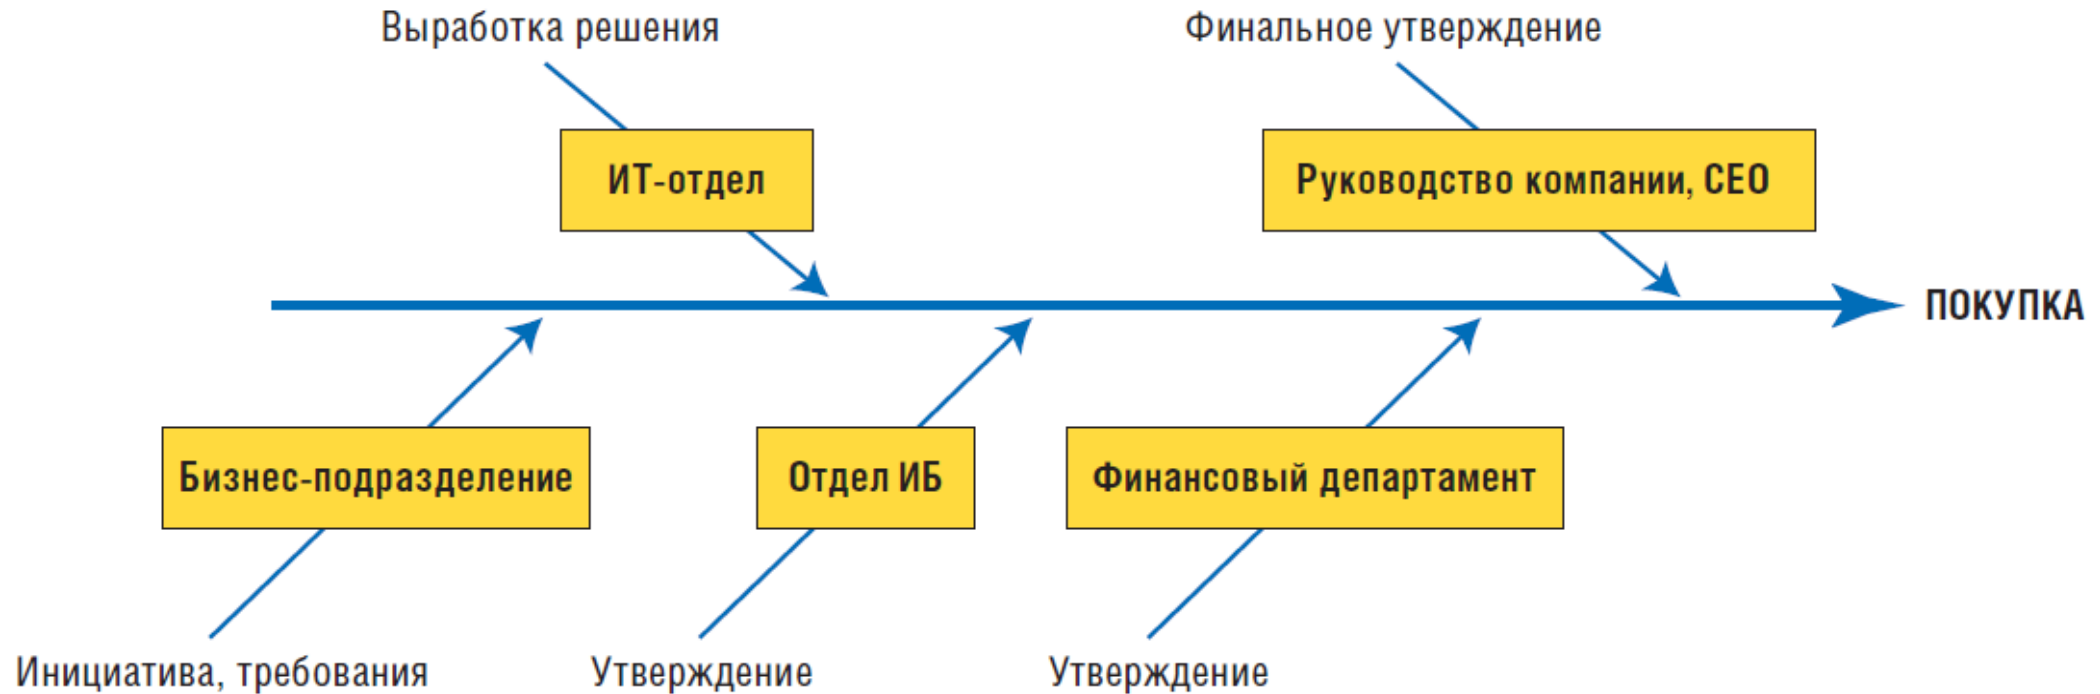 Выработка решения
Финальное утверждение
ИТ-отдел
Руководство компании, CEO
ПОКУПКА
Бизнес-подразделение
Отдел ИБ
Финансовый департамент
Инициатива, требования
Утверждение
Утверждение